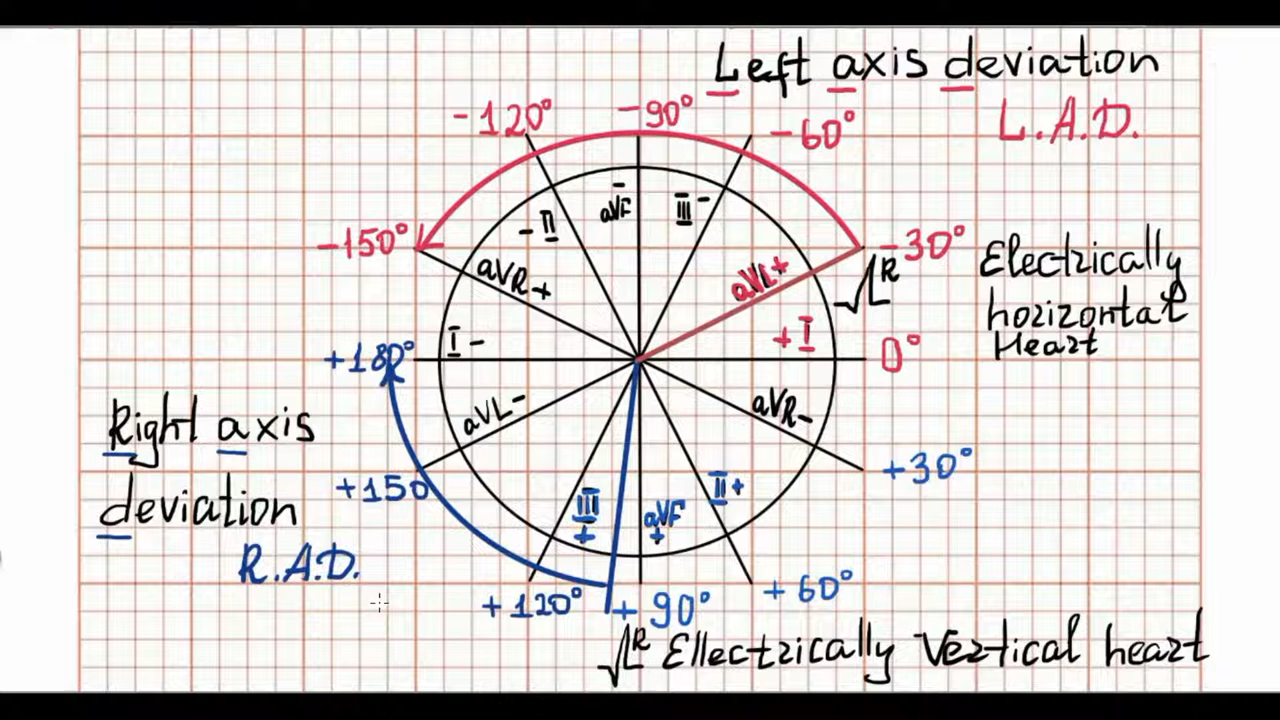 Left axis deviation
L.A.D.
-120°
-90°
-60°
-150°
-30°
-II
aVF-
III-
aVR+
aVL+
R
Electrically
horizontal
Heart
+180°
I-
+I
0°
aVL-
aVR-
Right axis
deviation
R.A.D.
+150
+30°
III+
aVF+
II+
+120°
+90°
+60°
R Ellectrically Vertical heart